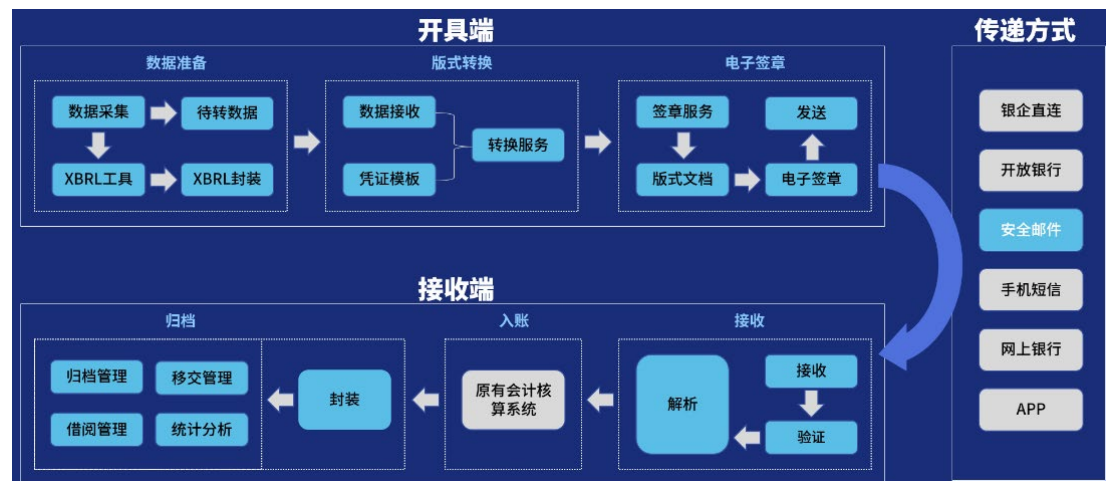 开具端
传递方式
数据准备
版式转换
电子签章
数据采集
待转数据
XBRL工具
XBRL封装
数据接收
凭证模板
转换服务
签章服务
发送
版式文档
电子签章
银企直连
开放银行
安全邮件
手机短信
网上银行
APP
接收端
归档
入账
接收
归档管理
移交管理
借阅管理
统计分析
封装
原有会计核
算系统
解析
接收
验证